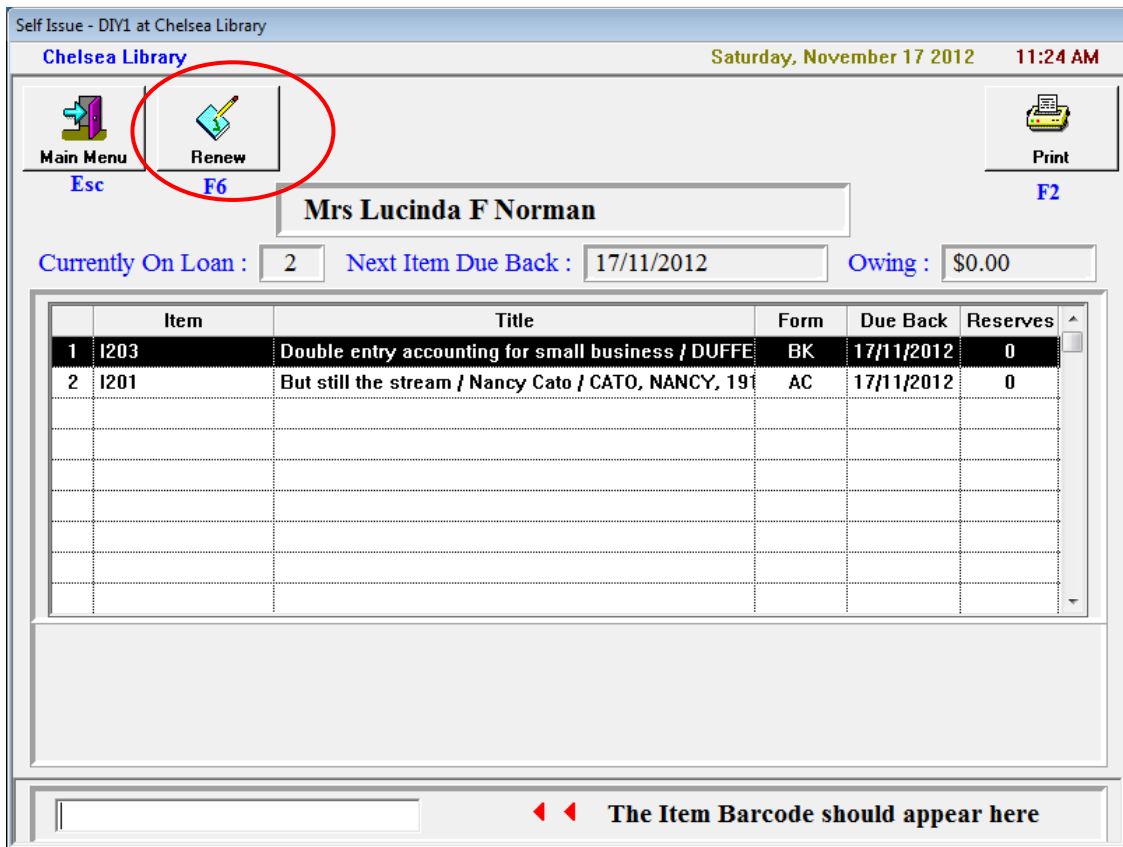 Self Issue - DIY1 at Chelsea Library
Chelsea Library Saturday, November 17 2012 11:24 AM
Main Menu Renew Print
Esc F6 F2
Mrs Lucinda F Norman
Currently On Loan : 2 Next Item Due Back : 17/11/2012 Owing : $0.00
Item Title Form Due Back Reserves
1 I203 Double entry accounting for small business / DUFFE BK 17/11/2012 0
2 I201 But still the stream / Nancy Cato / CATO, NANCY, 191 AC 17/11/2012 0
The Item Barcode should appear here